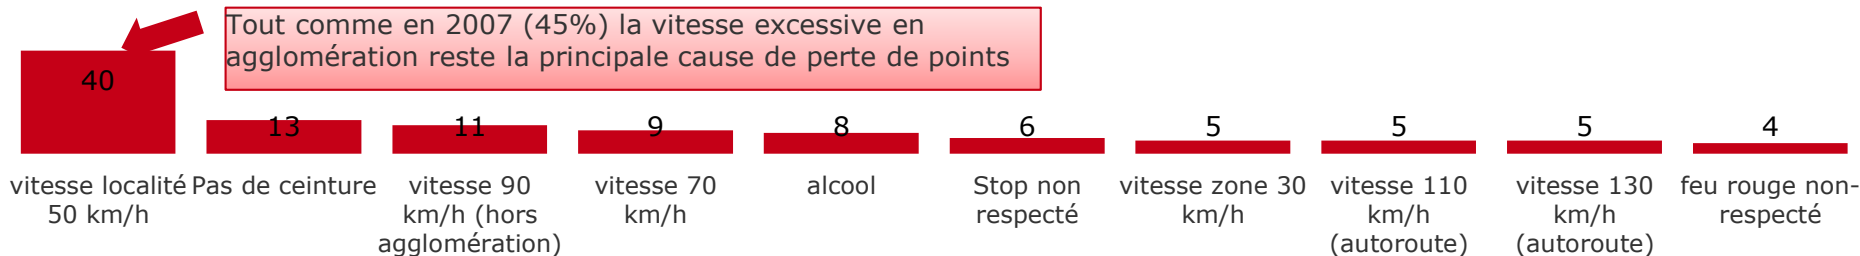 Tout comme en 2007 (45%) la vitesse excessive en
agglomération reste la principale cause de perte de points
40
13
11
9
8
6
5
5
5
4
vitesse localité
50 km/h
Pas de ceinture
vitesse 90
km/h (hors
agglomération)
vitesse 70
km/h
alcool
Stop non
respecté
vitesse zone 30
km/h
vitesse 110
km/h
(autoroute)
vitesse 130
km/h
(autoroute)
feu rouge non-
respecté